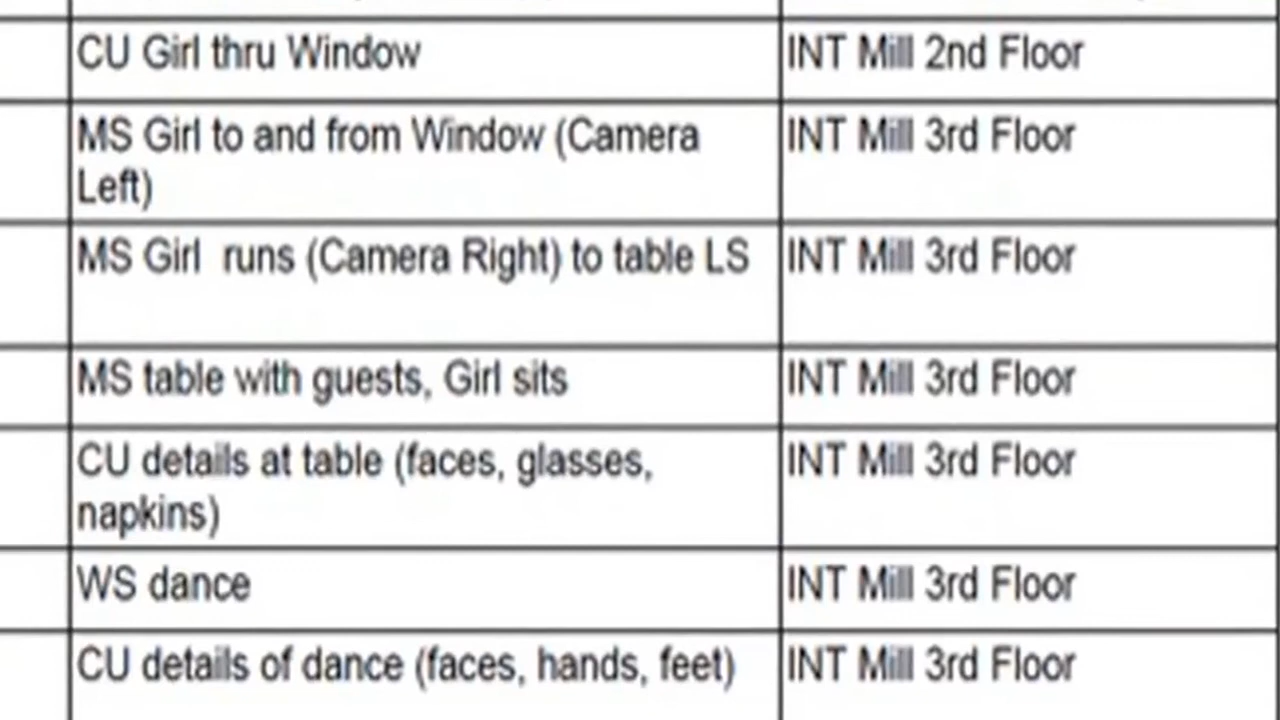 CU Girl thru Window
INT Mill 2nd Floor
MS Girl to and from Window (Camera
Left)
INT Mill 3rd Floor
MS Girl runs (Camera Right) to table LS
INT Mill 3rd Floor
MS table with guests, Girl sits
INT Mill 3rd Floor
CU details at table (faces, glasses,
napkins)
INT Mill 3rd Floor
WS dance
INT Mill 3rd Floor
CU details of dance (faces, hands, feet)
INT Mill 3rd Floor